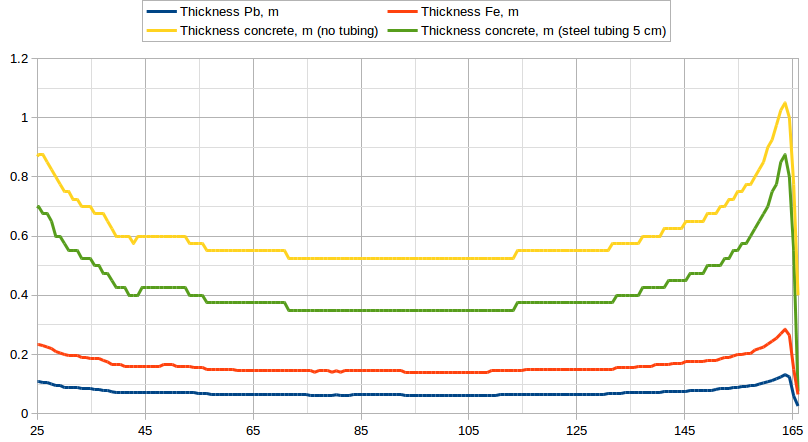 Thickness Pb, m
Thickness Fe, m
Thickness concrete, m (no tubing)
Thickness concrete, m (steel tubing 5 cm)
1.2
1
0.8
0.6
0.4
0.2
0
25 45 65 85 105 125 145 165